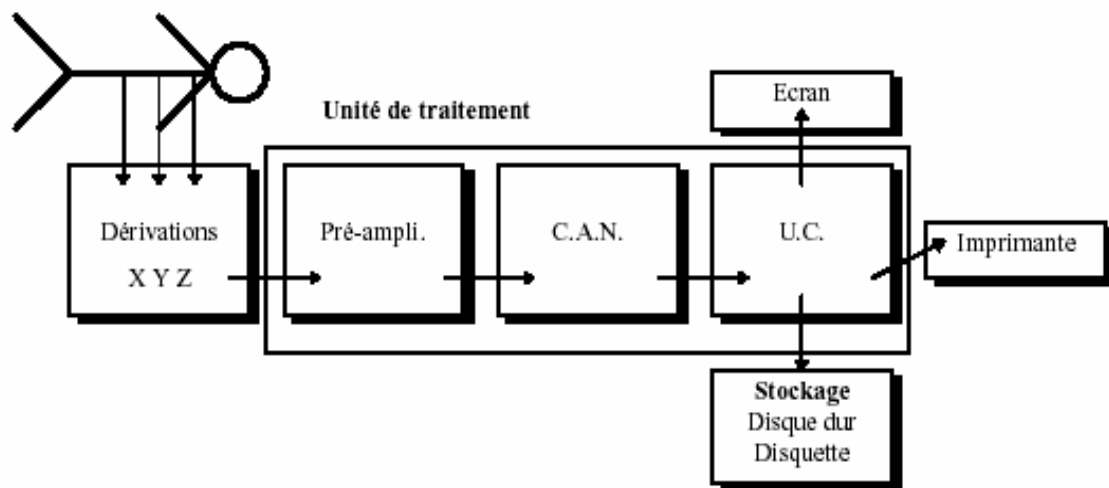 Unité de traitement
Ecran
Dérivations
X Y Z
Pré-ampli.
C.A.N.
U.C.
Imprimante
Stockage
Disque dur
Disquette